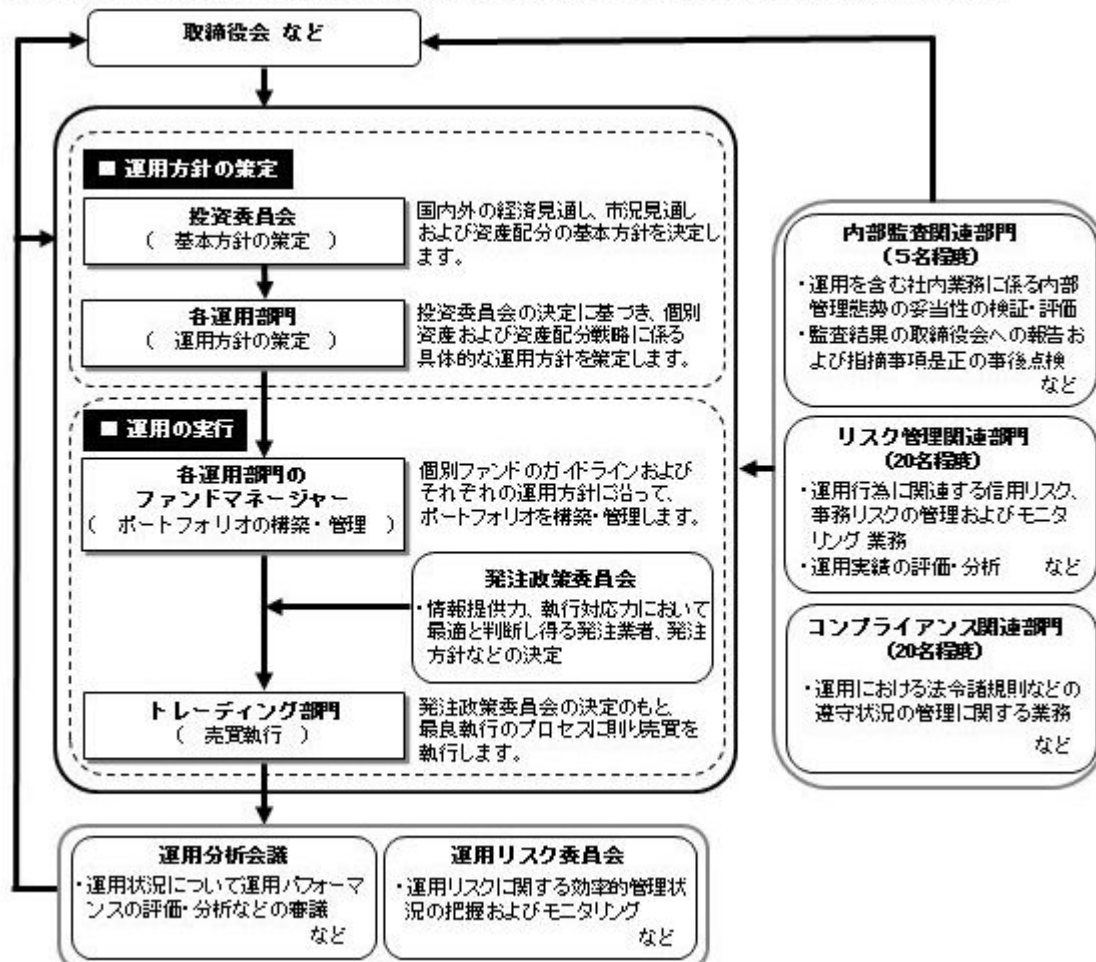 取締役会 など
■ 運用方針の策定
投資委員会
( 基本方針の策定 )
国内外の経済見通し、市況見通し
および資産配分の基本方針を決定し
ます。
各運用部門
( 運用方針の策定 )
投資委員会の決定に基づき、個別
資産および資産配分戦略に係る
具体的な運用方針を策定します。
■ 運用の実行
各運用部門の
ファンドマネージャー
( ポートフォリオの構築・管理 )
個別ファンドのガイドラインおよび
それぞれの運用方針に沿って、
ポートフォリオを構築・管理します。
発注政策委員会
・情報提供力、執行対応力において
最適と判断し得る発注業者、発注
方針などの決定
トレーディング部門
( 売買執行 )
発注政策委員会の決定のもと、
最良執行のプロセスに則り売買を
執行します。
運用分析会議
・運用状況について運用パフォーマ
ンスの評価・分析などの審議
など
運用リスク委員会
・運用リスクに関する効率的管理状
況の把握およびモニタリング
など
内部監査関連部門
(5名程度)
・運用を含む社内業務に係る内部
管理態勢の妥当性の検証・評価
・監査結果の取締役会への報告お
よび指摘事項是正の事後点検
など
リスク管理関連部門
(20名程度)
・運用行為に関連する信用リスク、
事務リスクの管理およびモニタ
リング 業務
・運用実績の評価・分析 など
コンプライアンス関連部門
(20名程度)
・運用における法令諸規則などの
遵守状況の管理に関する業務
など